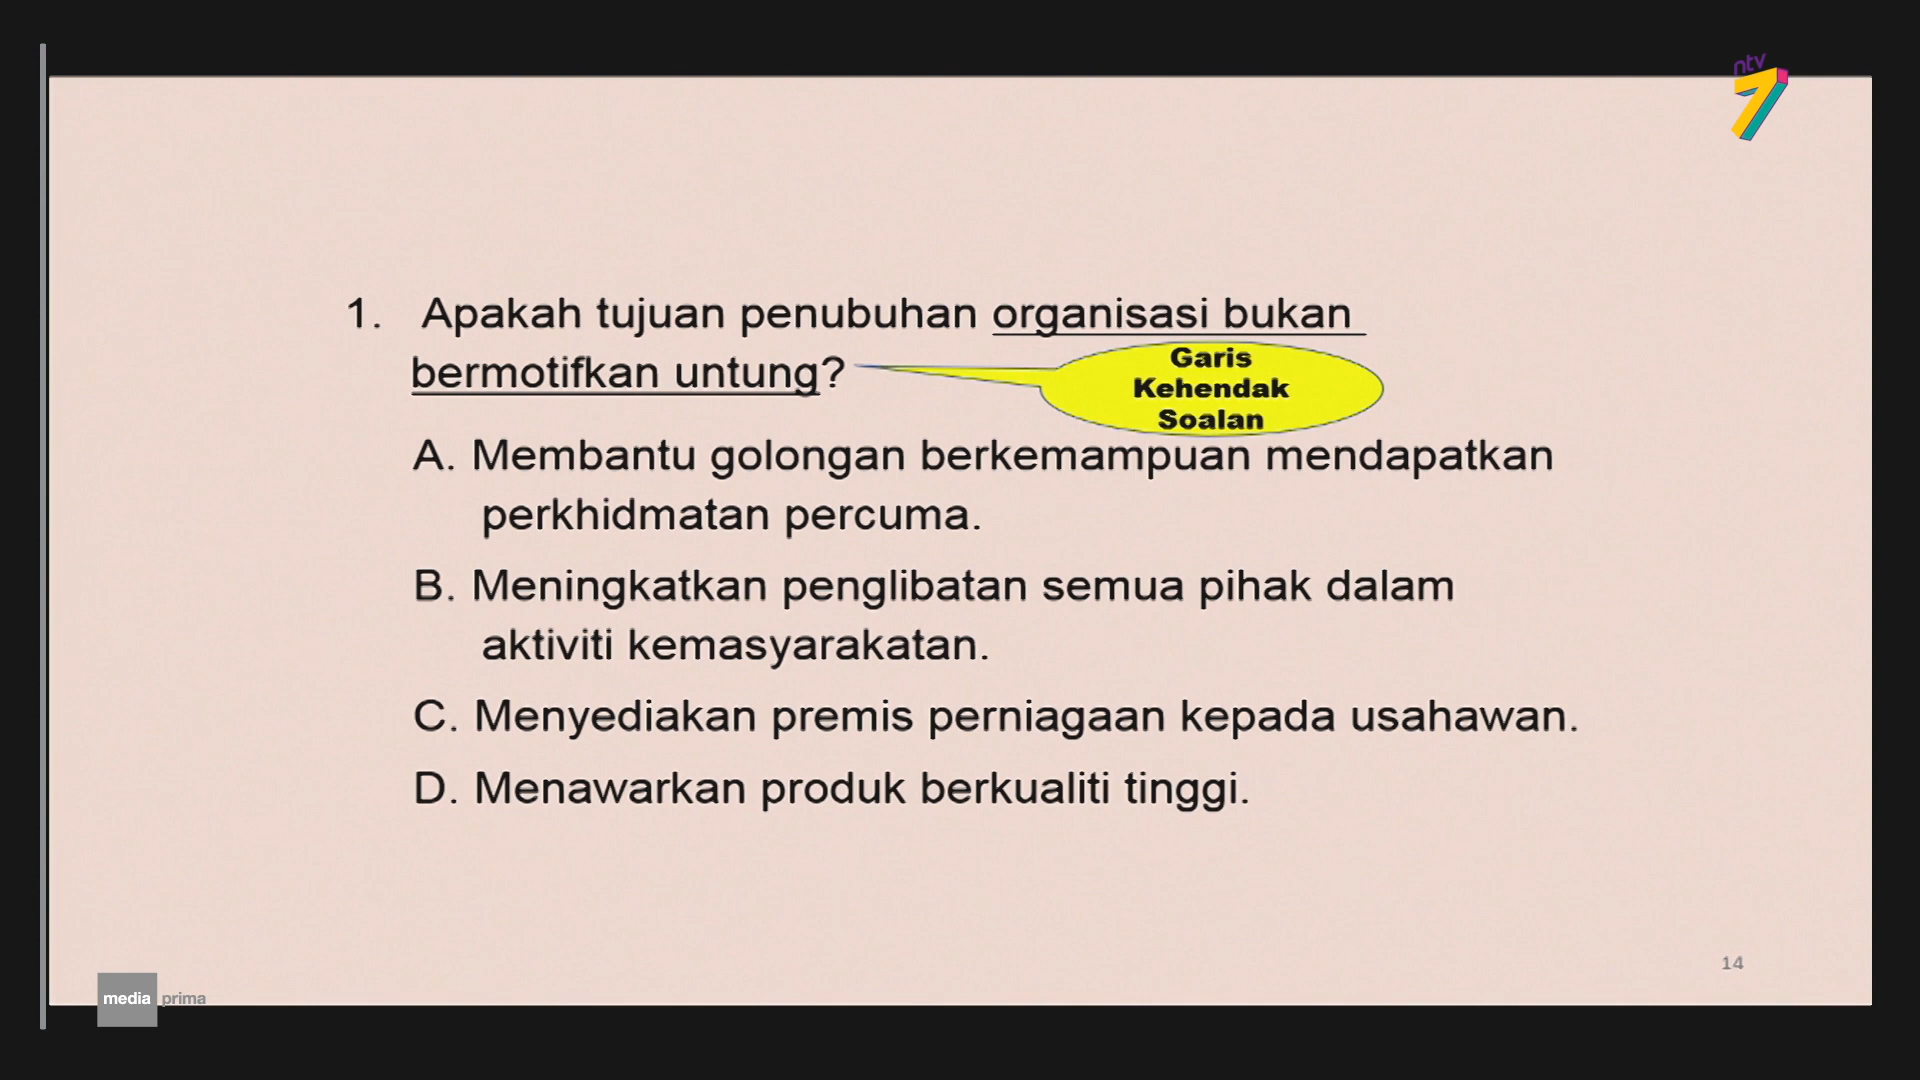 ntv
7
1. Apakah tujuan penubuhan organisasi bukan
bermotifkan untung?
Garis
Kehendak
Soalan
A. Membantu golongan berkemampuan mendapatkan
perkhidmatan percuma.
B. Meningkatkan penglibatan semua pihak dalam
aktiviti kemasyarakatan.
C. Menyediakan premis perniagaan kepada usahawan.
D. Menawarkan produk berkualiti tinggi.
14
media prima